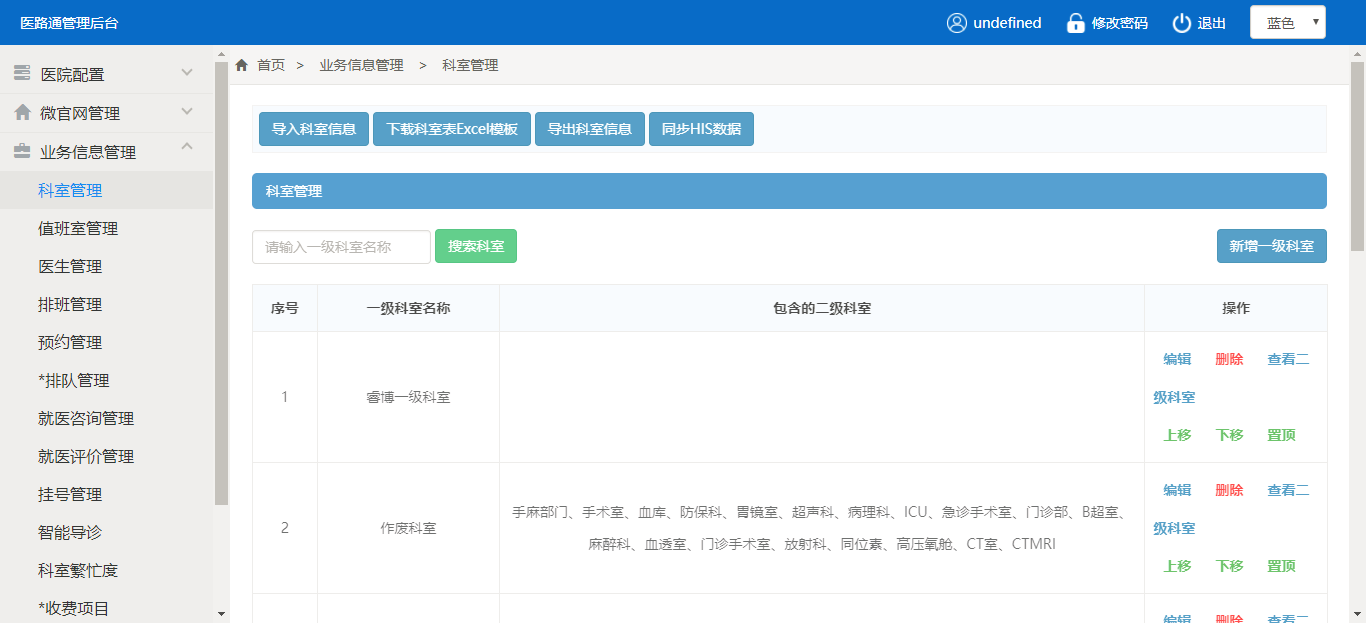 医路通管理后台
undefined 修改密码 退出 蓝色
医院配置
微官网管理
业务信息管理
科室管理
值班室管理
医生管理
排班管理
预约管理
*排队管理
就医咨询管理
就医评价管理
挂号管理
智能导诊
科室繁忙度
*收费项目
首页 > 业务信息管理 > 科室管理
导入科室信息 下载科室表Excel模板 导出科室信息 同步HIS数据
科室管理
请输入一级科室名称 搜索科室 新增一级科室
序号 一级科室名称 包含的二级科室 操作
1 睿博一级科室
编辑 删除 查看二
级科室
上移 下移 置顶
2 作废科室
手麻部门、手术室、血库、防保科、胃镜室、超声科、病理科、ICU、急诊手术室、门诊部、B超室、
麻醉科、血透室、门诊手术室、放射科、同位素、高压氧舱、CT室、CTMRI
编辑 删除 查看二
级科室
上移 下移 置顶
编辑 删除 查看二